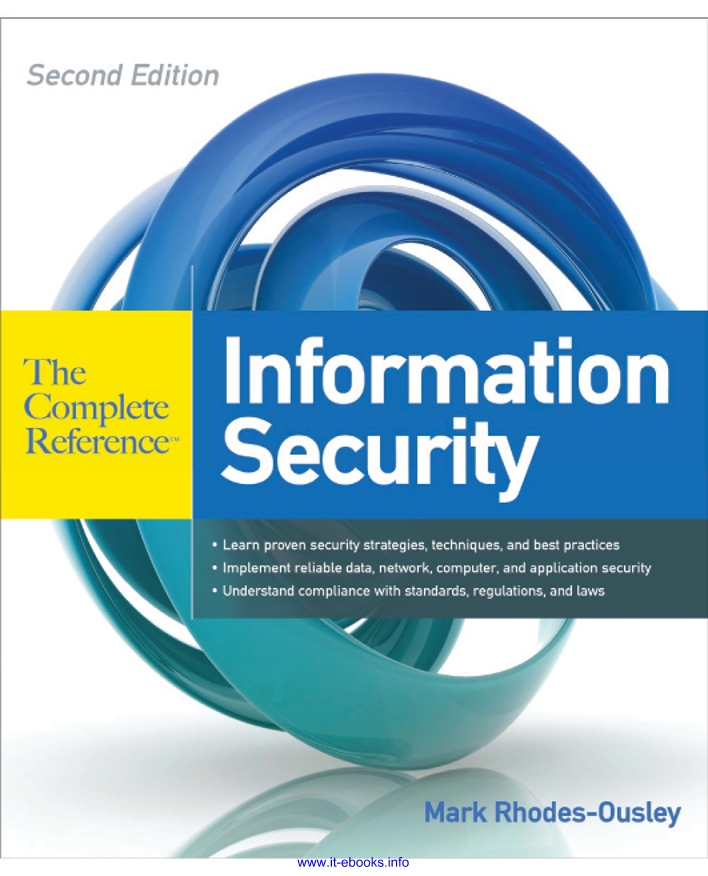 Second Edition
The
Complete
Reference™
Information
Security
• Learn proven security strategies, techniques, and best practices
• Implement reliable data, network, computer, and application security
• Understand compliance with standards, regulations, and laws
Mark Rhodes-Ousley
www.it-ebooks.info